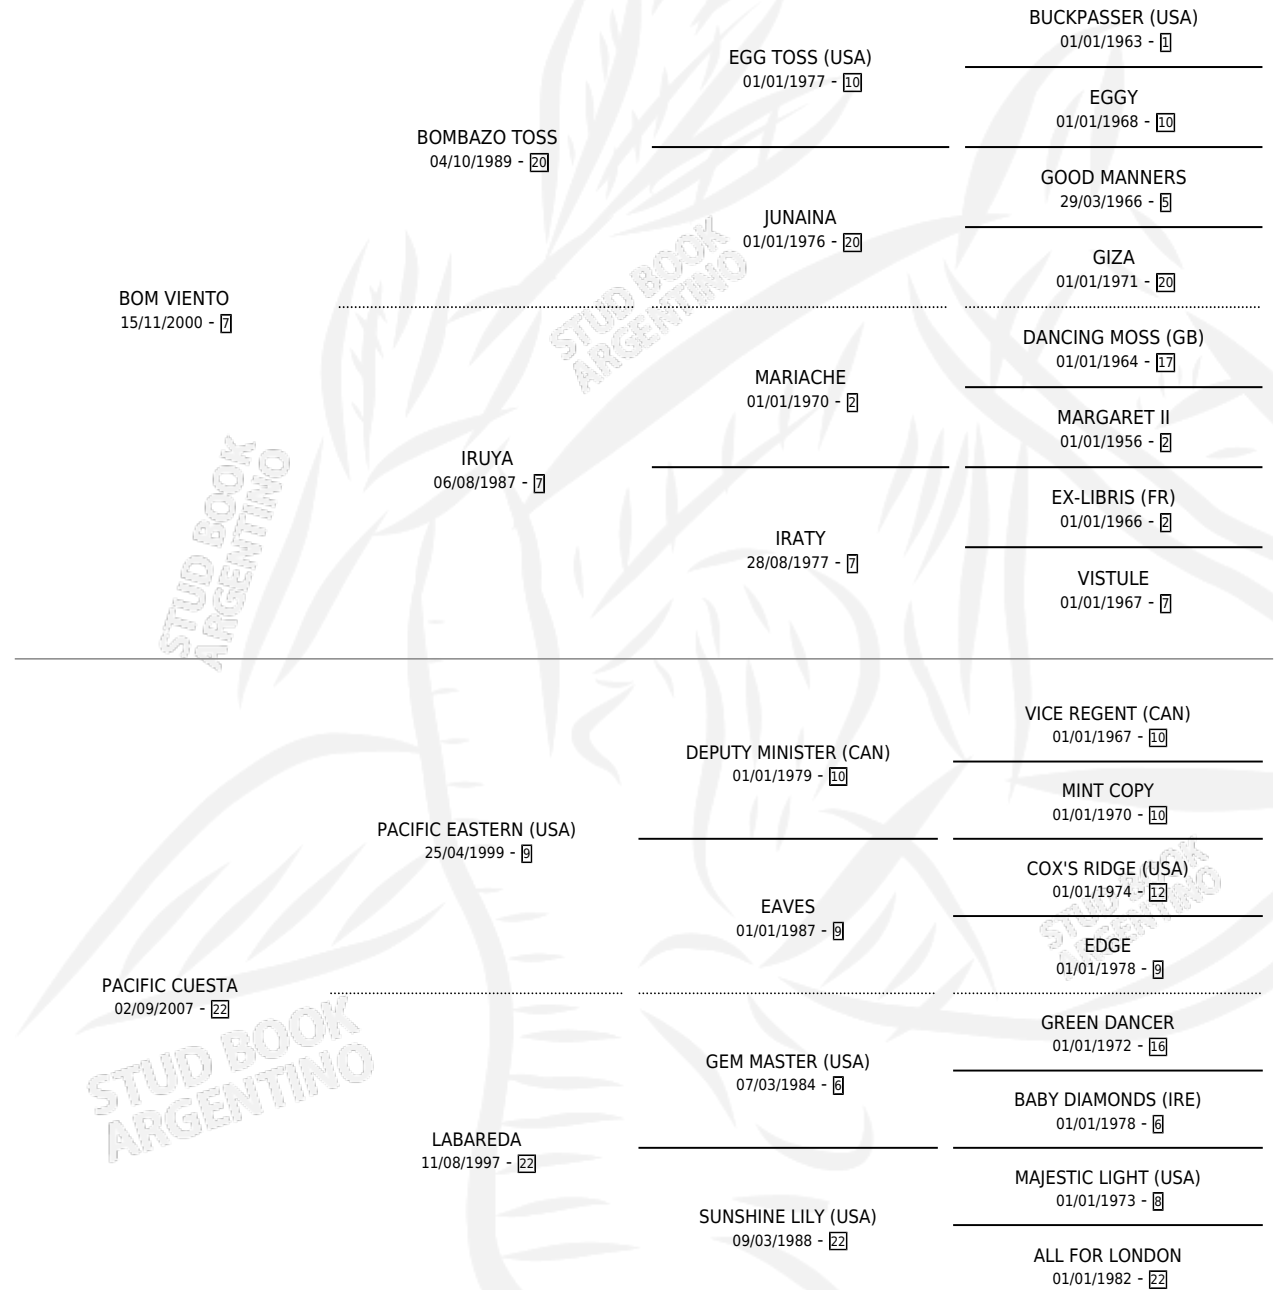 BUCKPASSER (USA)
01/01/1963 - 1
EGG TOSS (USA)
01/01/1977 - 10
EGGY
01/01/1968 - 10
BOMBAZO TOSS
04/10/1989 - 20
GOOD MANNERS
29/03/1966 - 5
JUNAINA
01/01/1976 - 20
GIZA
01/01/1971 - 20
BOM VIENTO
15/11/2000 - 7
STUD BOOK
ARGENTINO
DANCING MOSS (GB)
01/01/1964 - 17
MARIACHE
01/01/1970 - 2
MARGARET II
01/01/1956 - 2
IRUYA
06/08/1987 - 7
EX-LIBRIS (FR)
01/01/1966 - 2
IRATY
28/08/1977 - 7
VISTULE
01/01/1967 - 7
STUD BOOK
ARGENTINO
VICE REGENT (CAN)
01/01/1967 - 10
DEPUTY MINISTER (CAN)
01/01/1979 - 10
MINT COPY
01/01/1970 - 10
PACIFIC EASTERN (USA)
25/04/1999 - 9
COX'S RIDGE (USA)
01/01/1974 - 12
EAVES
01/01/1987 - 9
EDGE
01/01/1978 - 9
STUD BOOK
ARGENTINO
PACIFIC CUESTA
02/09/2007 - 22
GREEN DANCER
01/01/1972 - 16
GEM MASTER (USA)
07/03/1984 - 6
BABY DIAMONDS (IRE)
01/01/1978 - 6
STUD BOOK
ARGENTINO
LABAREDA
11/08/1997 - 22
MAJESTIC LIGHT (USA)
01/01/1973 - 8
SUNSHINE LILY (USA)
09/03/1988 - 22
ALL FOR LONDON
01/01/1982 - 22